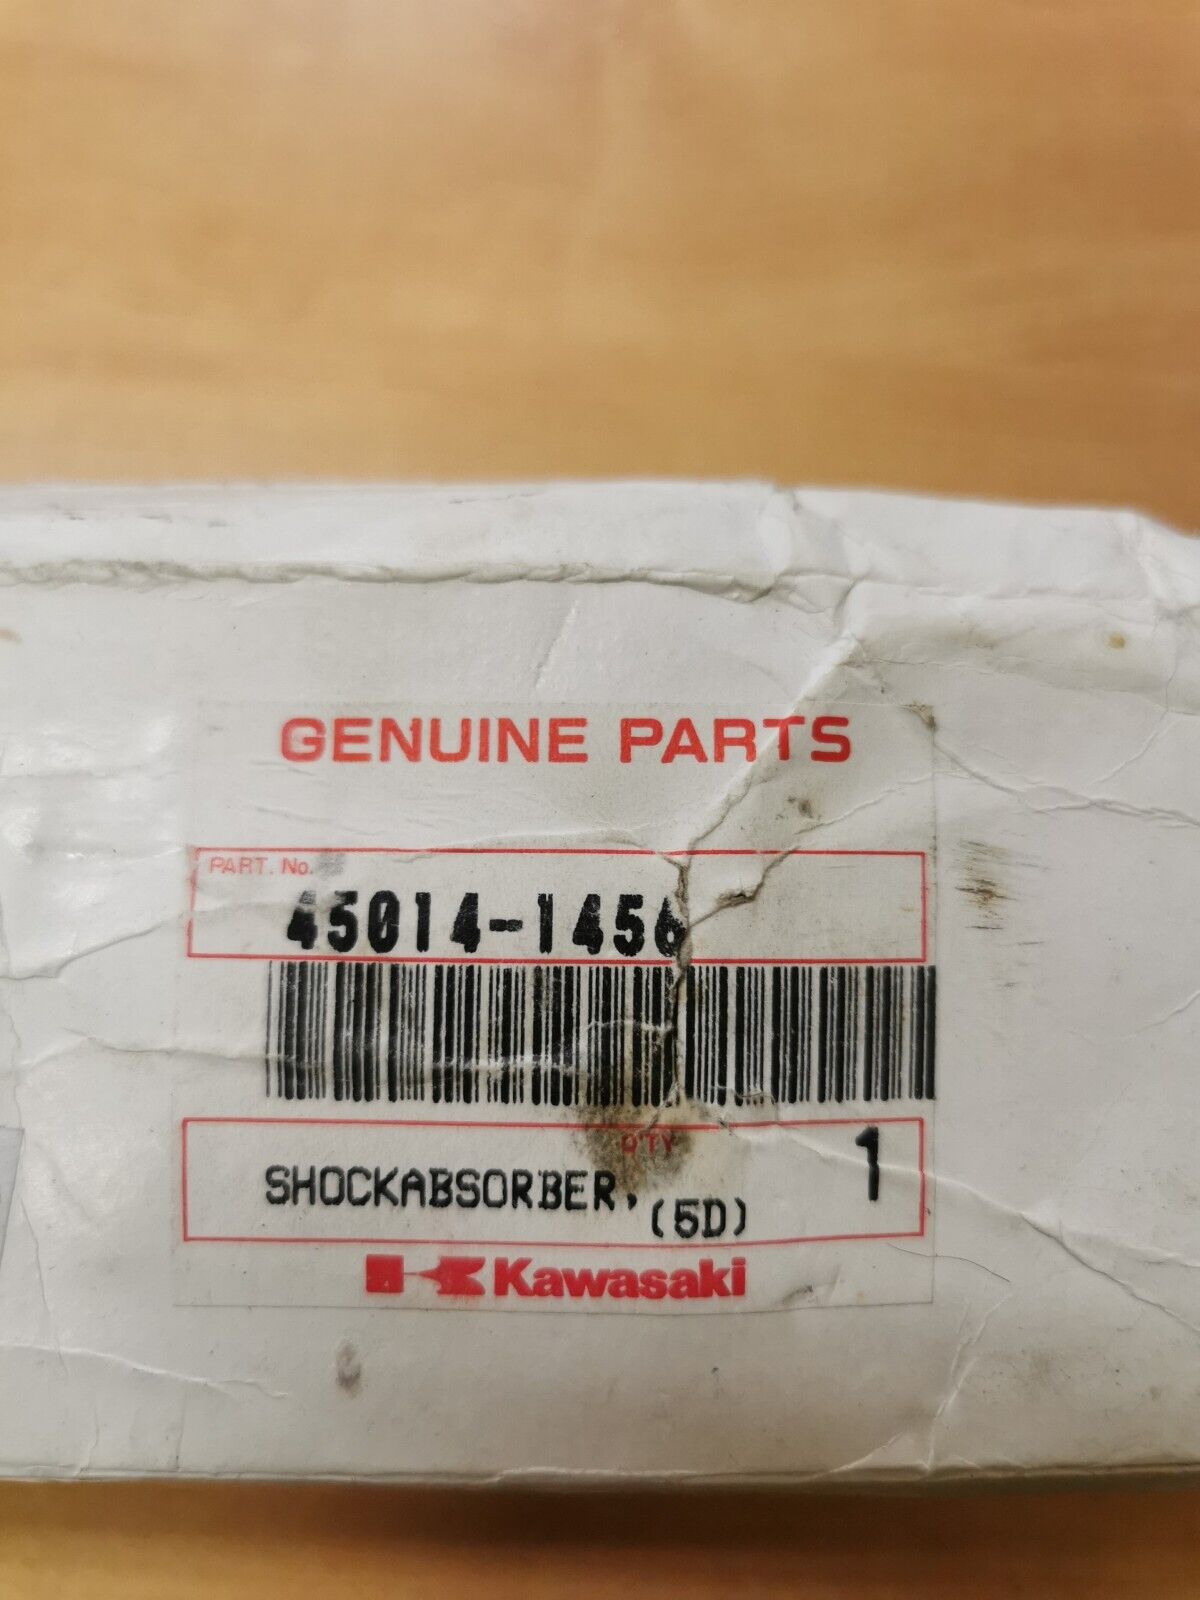 GENUINE PARTS
PART. No.
45014-1456
Q'TY
1
SHOCKABSORBER,
(5D)
Kawasaki